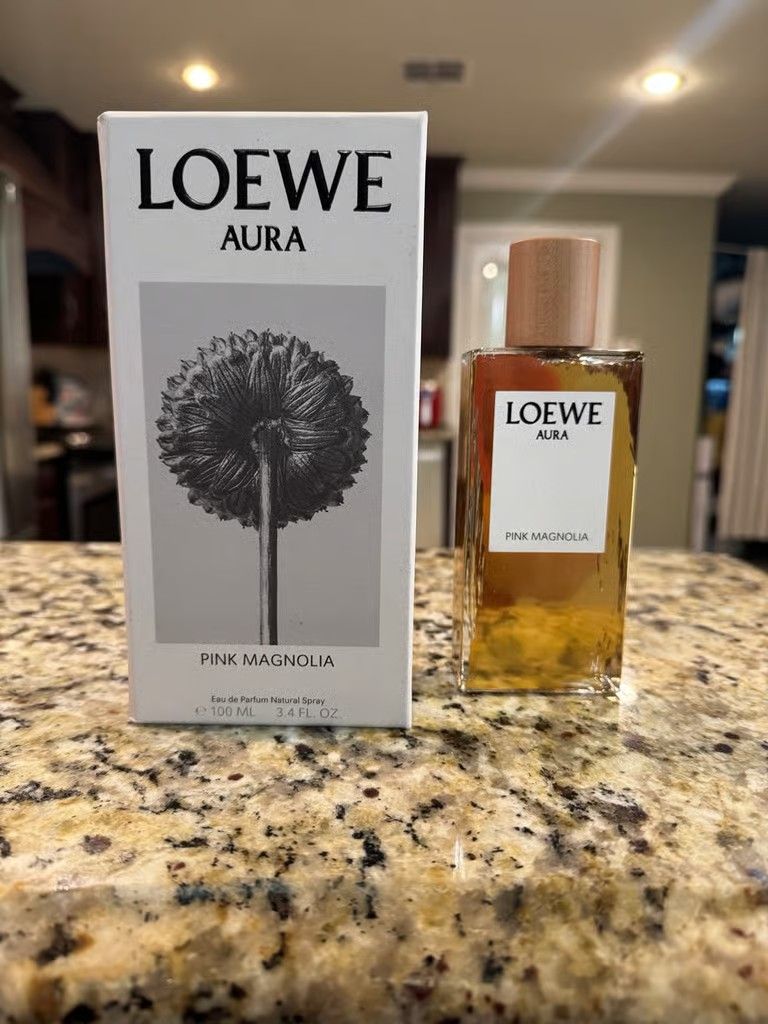 LOEWE
AURA
PINK MAGNOLIA
Eau de Parfum Natural Spray
℮ 100 ML 3.4 FL. OZ.
LOEWE
AURA
PINK MAGNOLIA